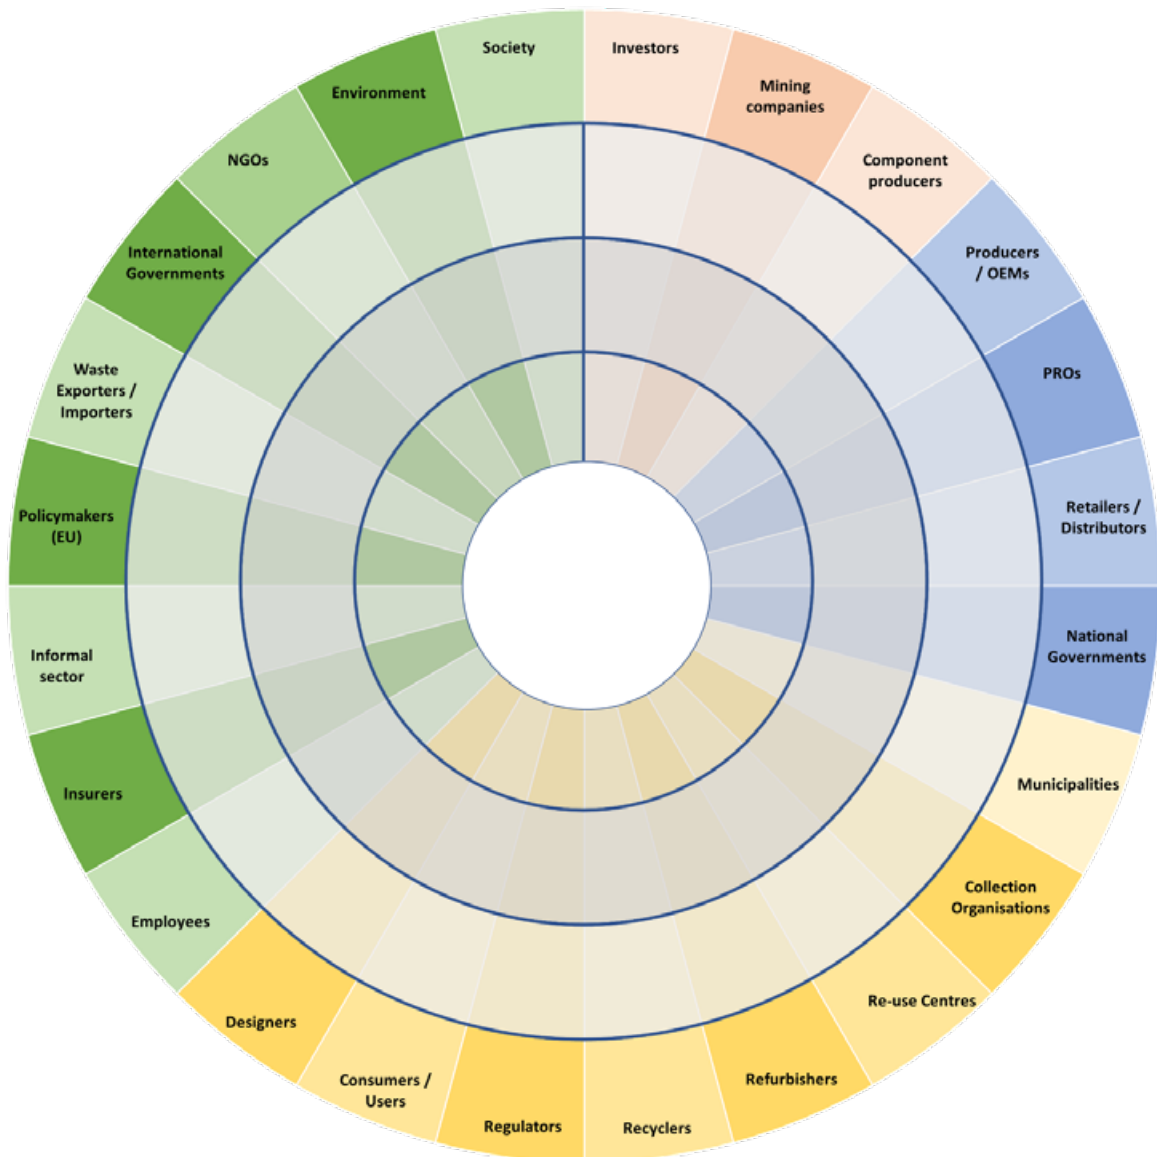 Society
Investors
Mining
companies
Component
producers
Producers
/ OEMs
PROs
Retailers /
Distributors
National
Governments
Municipalities
Collection
Organisations
Re-use Centres
Refurbishers
Recyclers
Regulators
Consumers /
Users
Designers
Employees
Insurers
Informal
sector
Policymakers
(EU)
Waste
Exporters /
Importers
International
Governments
NGOs
Environment